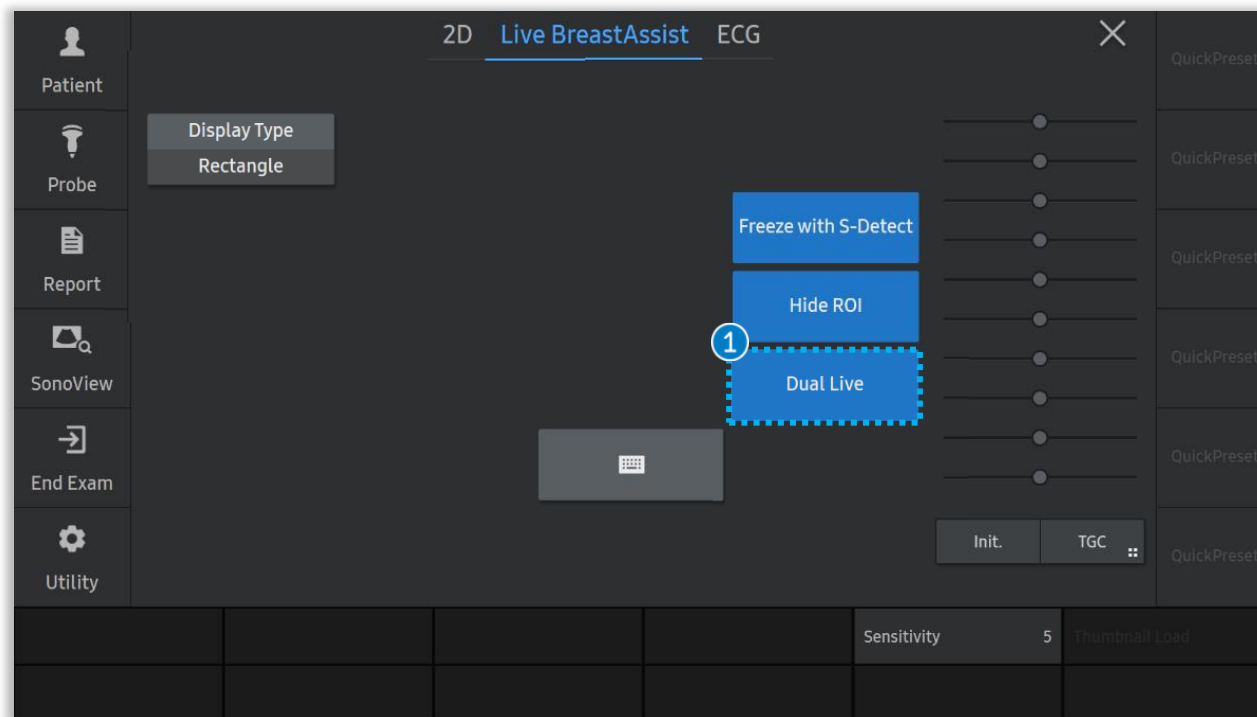 2D Live BreastAssist ECG
Patient
Probe
Report
SonoView
End Exam
Utility
Display Type
Rectangle
Freeze with S-Detect
Hide ROI
1
Dual Live
Init. TGC
QuickPreset
QuickPreset
QuickPreset
QuickPreset
QuickPreset
QuickPreset
Sensitivity 5 Thumbnail Load